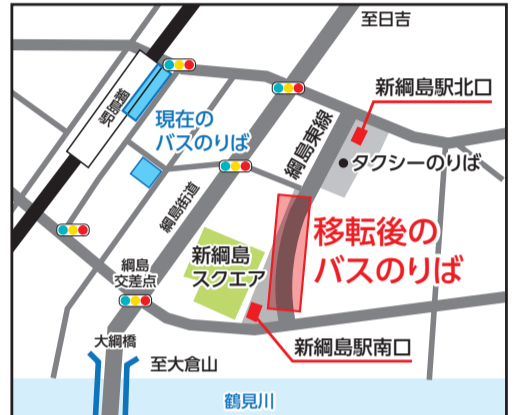 至日吉
新綱島駅北口
綱島駅
現在の
バスのりば
綱島東線
タクシーのりば
綱島街道
移転後の
バスのりば
新綱島
スクエア
綱島
交差点
新綱島駅南口
大綱橋
至大倉山
鶴見川